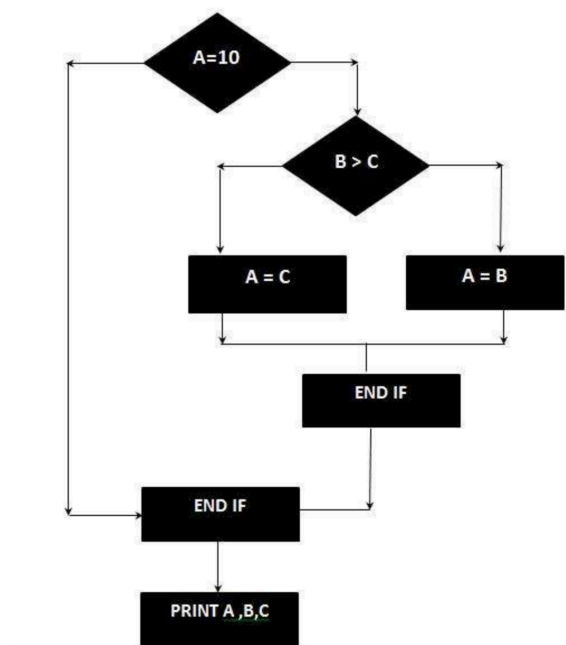 A=10
B > C
A = C
A = B
END IF
END IF
PRINT A ,B,C